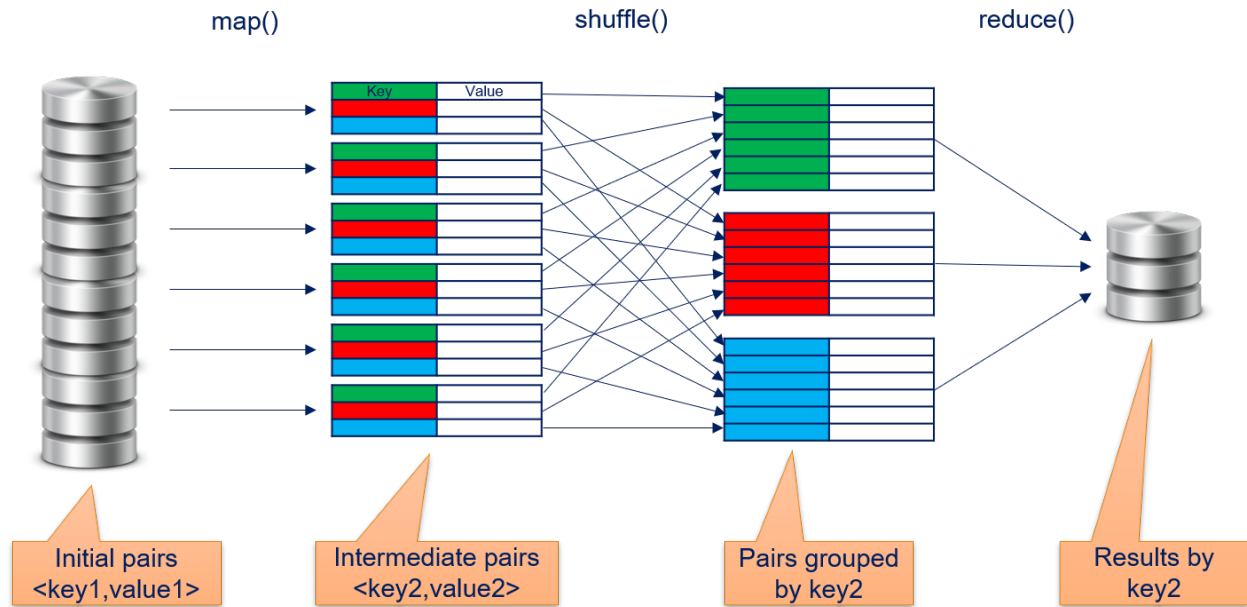 map()
shuffle()
reduce()
Key
Value
Initial pairs
<key1,value1>
Intermediate pairs
<key2,value2>
Pairs grouped
by key2
Results by
key2